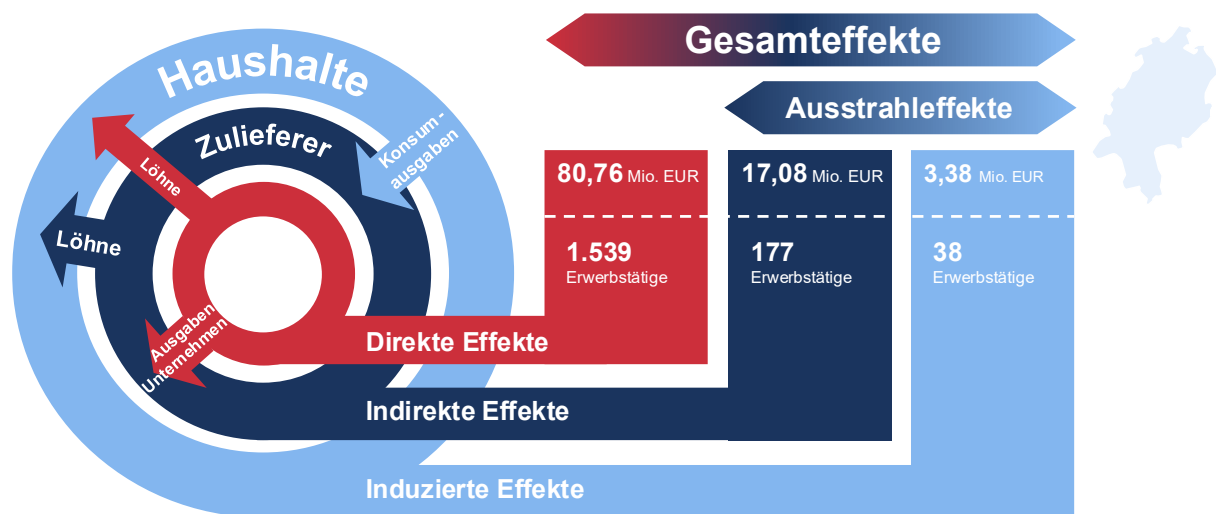 Gesamteffekte
Ausstrahleffekte
Haushalte
Zulieferer
Konsum-
ausgaben
Löhne
Löhne
Ausgaben
Unternehmen
80,76 Mio. EUR
1.539
Erwerbstätige
17,08 Mio. EUR
177
Erwerbstätige
3,38 Mio. EUR
38
Erwerbstätige
Direkte Effekte
Indirekte Effekte
Induzierte Effekte